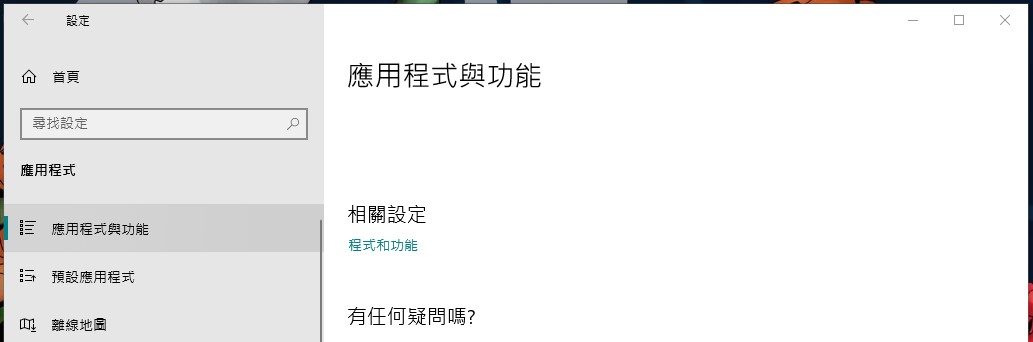 設定
首頁
尋找設定
應用程式
應用程式與功能
預設應用程式
離線地圖
應用程式與功能
相關設定
程式和功能
有任何疑問嗎?